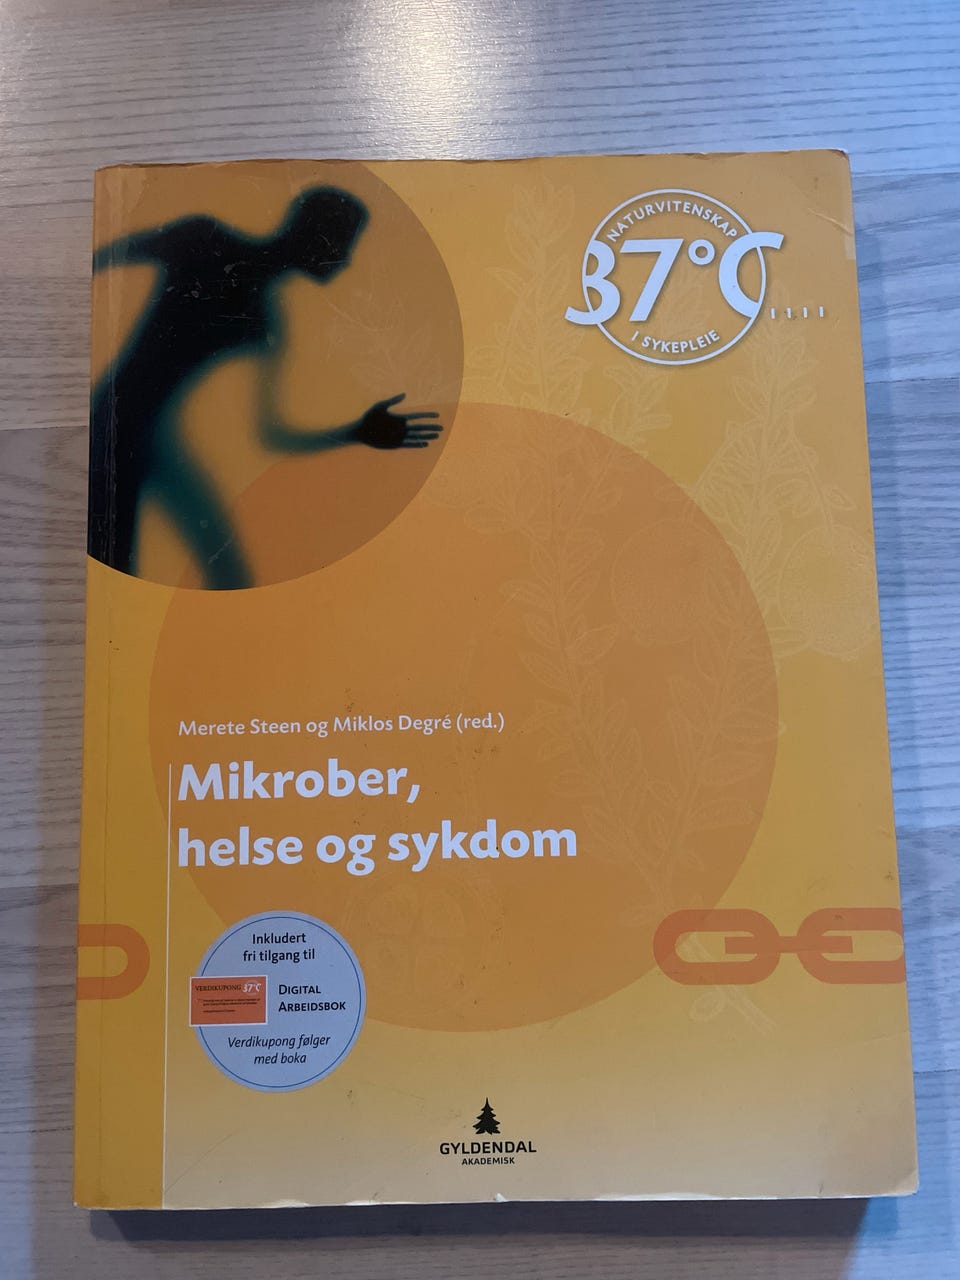 NATURVITENSKAP
37°C
I SYKEPLEIE
Merete Steen og Miklos Degré (red.)
Mikrober,
helse og sykdom
Inkludert
fri tilgang til
VERDIKUPONG 37°C
DIGITAL
ARBEIDSBOK
Verdikupong følger
med boka
GYLDENDAL
AKADEMISK